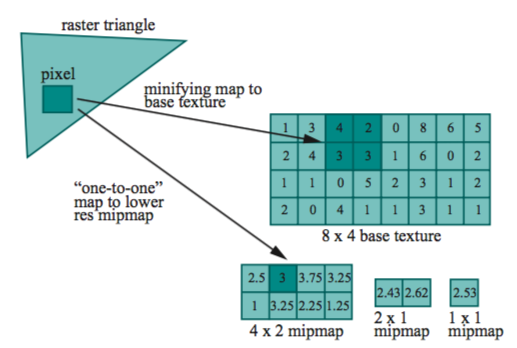 raster triangle
pixel
minifying map to
base texture
1 3 4 2 0 8 6 5
2 4 3 3 1 6 0 2
1 1 0 5 2 3 1 2
2 0 4 1 1 3 1 1
8 x 4 base texture
“one-to-one”
map to lower
res mipmap
2.5 3 3.75 3.25
1 3.25 2.25 1.25
4 x 2 mipmap
2.43 2.62
2 x 1
mipmap
2.53
1 x 1
mipmap